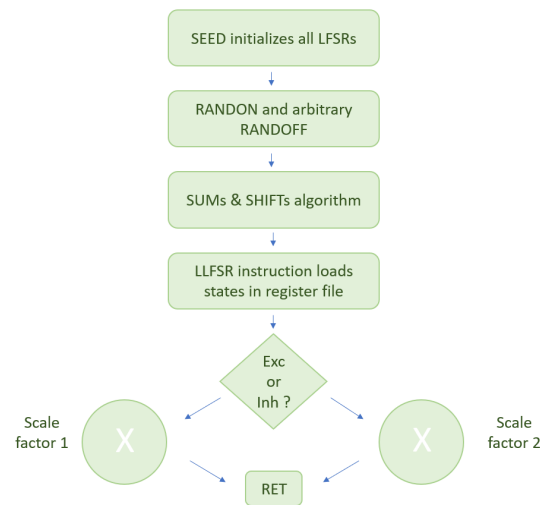 SEED initializes all LFSRs
RANDON and arbitrary
RANDOFF
SUMs & SHIFTs algorithm
LLFSR instruction loads
states in register file
Exc
or
Inh ?
Scale
factor 1
X
X
Scale
factor 2
RET